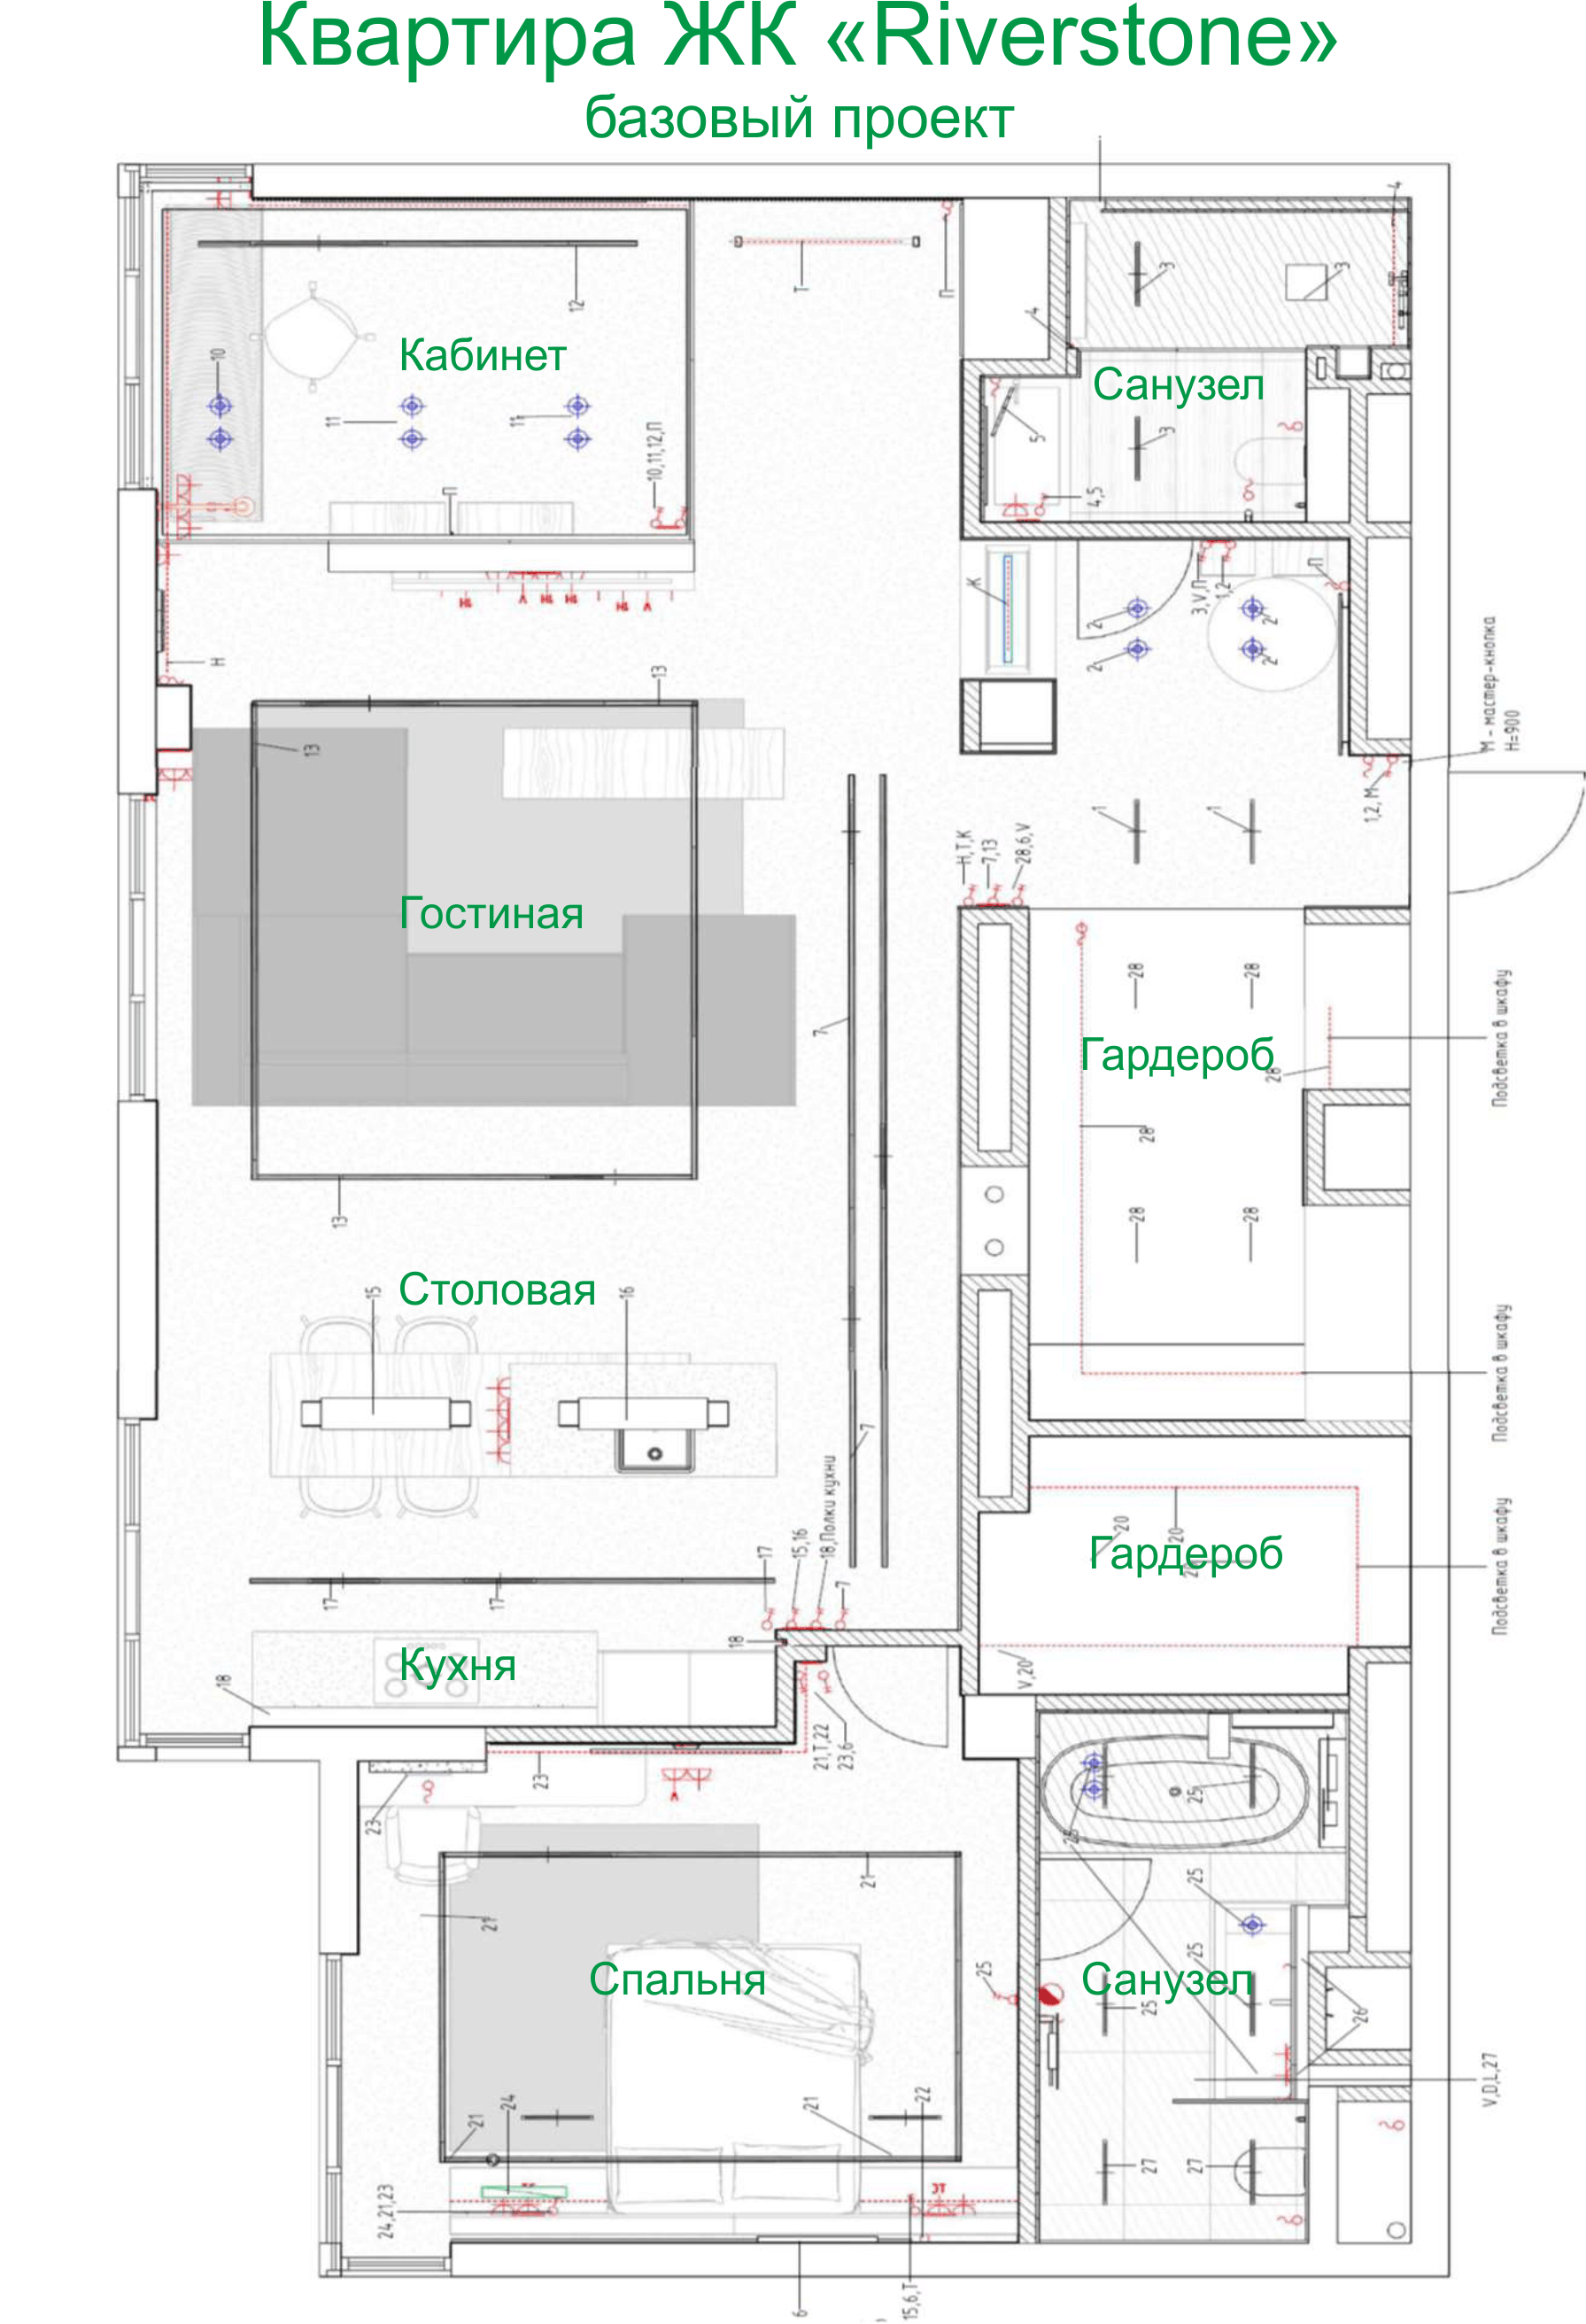 Квартира ЖК «Riverstone»
базовый проект
4
12
Т
П
3
3
Кабинет
4
Санузел
10
11
11
10,11,12,П
5
3
П
4,5
К
3,V,П
1,2
П
2
2
2
2
Н
13
13
М - мастер-кнопка
Н=900
1,2, М
1
1
Н,Т,К
7,13
28,6,V
Гостиная
28
28
7
Гардероб
28
Подсветка в шкафу
28
13
28
28
Столовая
15
16
Подсветка в шкафу
7
17
15,16
18,Полки кухни
7
20
20
Гардероб
Подсветка в шкафу
17
17
18
Кухня
18
V,20
21,Т,22
23,6
23
23
25
25
21
21
25
25
25
Спальня
Санузел
25
26
V,D,L,27
21
24
21
22
27
27
24,21,23
6
15,6,Т